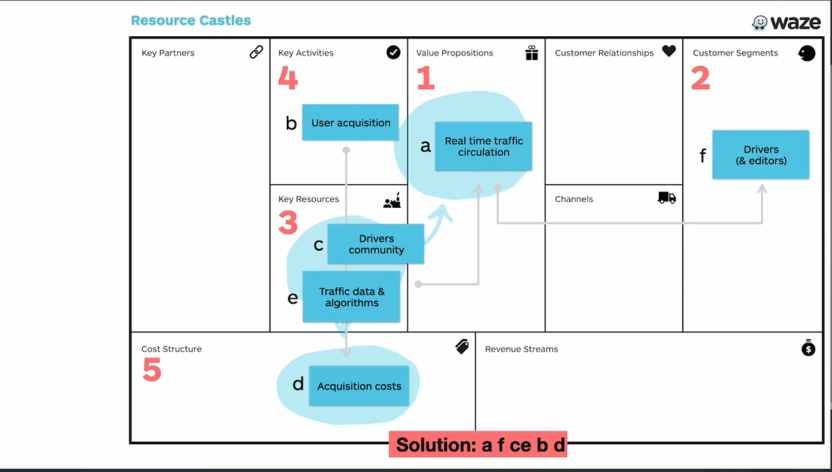 Resource Castles
waze
Key Partners
Key Activities
Value Propositions
Customer Relationships
Customer Segments
4
1
2
b
User acquisition
a
Real time traffic
circulation
f
Drivers
(& editors)
Key Resources
3
Channels
c
Drivers
community
e
Traffic data &
algorithms
Cost Structure
Revenue Streams
5
d
Acquisition costs
Solution: a f ce b d